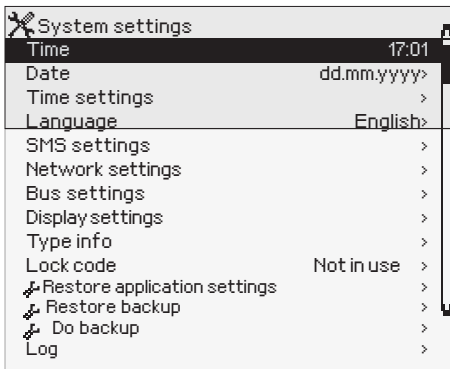 System settings
Time 17:01
Date dd.mm.yyyy>
Time settings >
Language English>
SMS settings >
Network settings >
Bus settings >
Display settings >
Type info >
Lock code Not in use >
Restore application settings >
Restore backup >
Do backup >
Log >